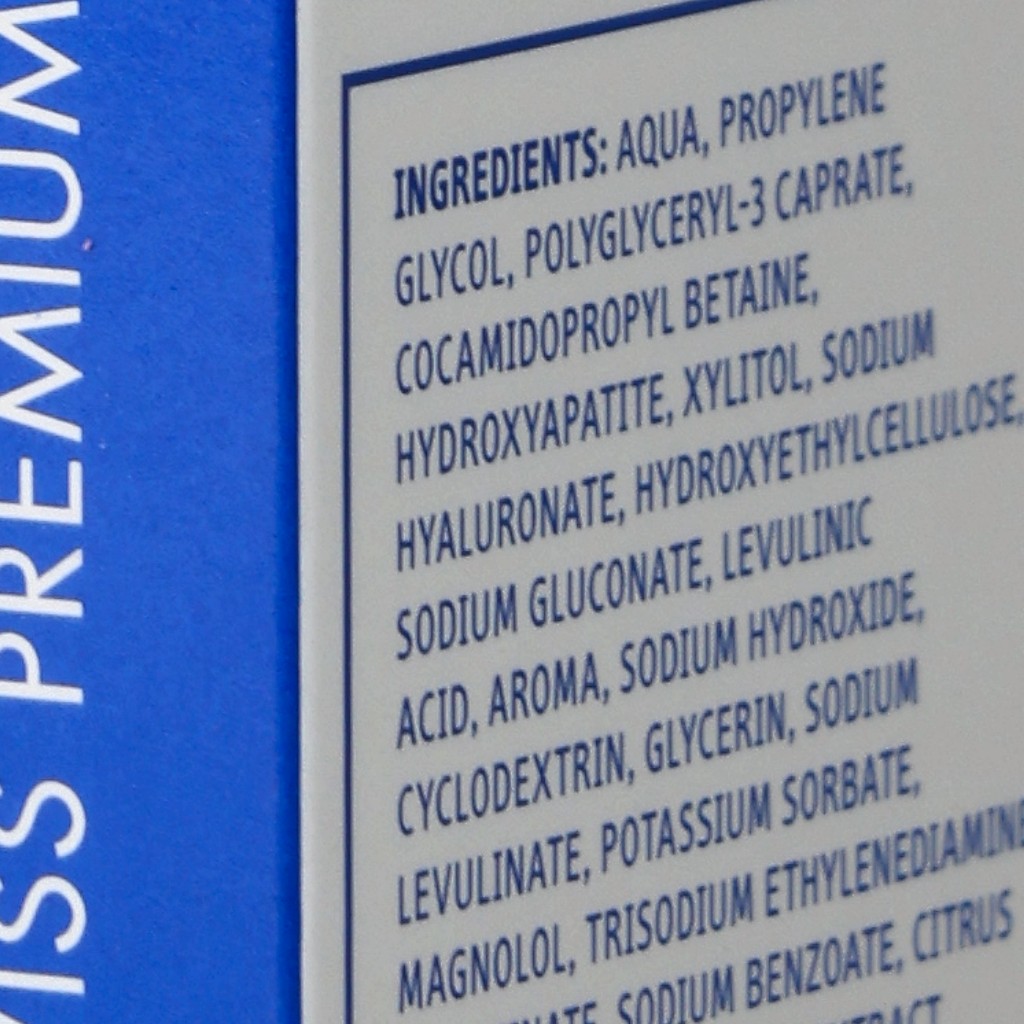 ISS PREMIUM
INGREDIENTS: AQUA, PROPYLENE
GLYCOL, POLYGLYCERYL-3 CAPRATE,
COCAMIDOPROPYL BETAINE,
HYDROXYAPATITE, XYLITOL, SODIUM
HYALURONATE, HYDROXYETHYLCELLULOSE,
SODIUM GLUCONATE, LEVULINIC
ACID, AROMA, SODIUM HYDROXIDE,
CYCLODEXTRIN, GLYCERIN, SODIUM
LEVULINATE, POTASSIUM SORBATE,
MAGNOLOL, TRISODIUM ETHYLENEDIAMINE
SODIUM BENZOATE, CITRUS